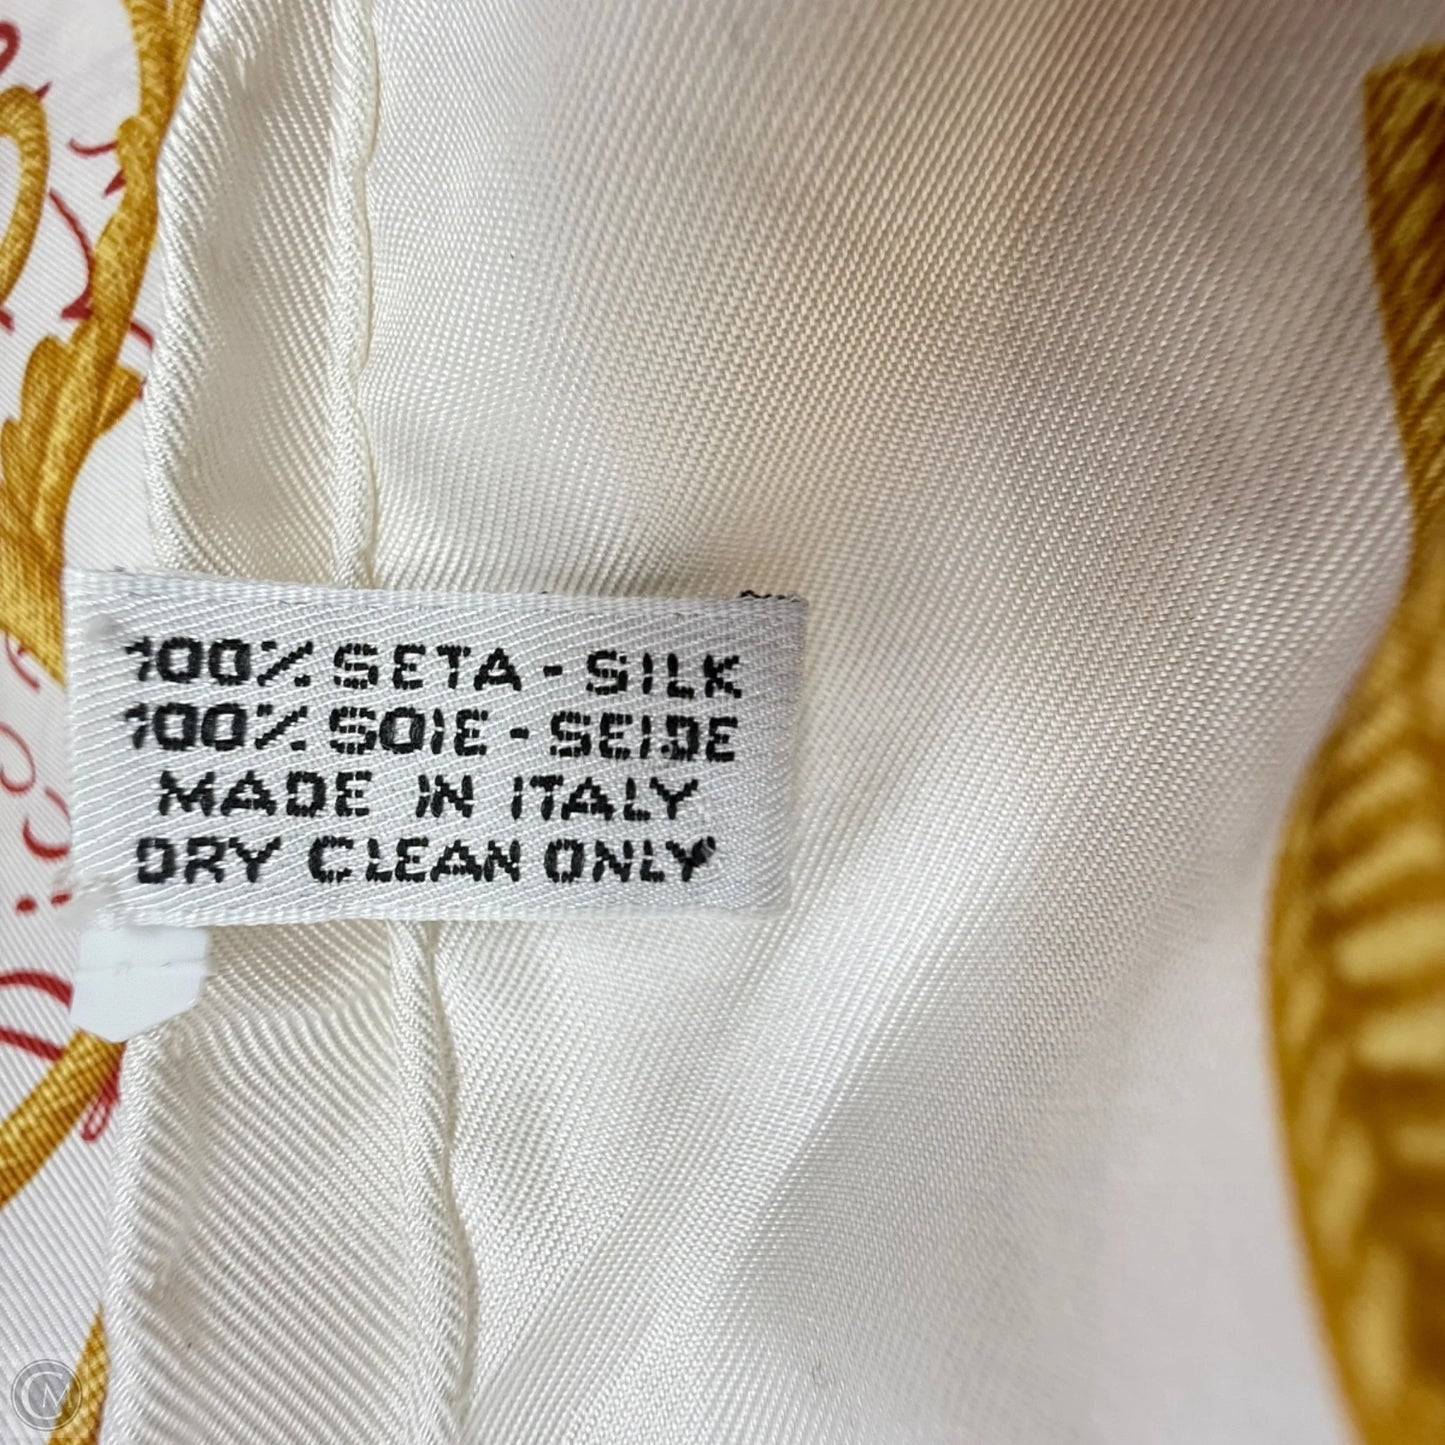 100% SETA - SILK
100% SOIE - SEIDE
MADE IN ITALY
DRY CLEAN ONLY